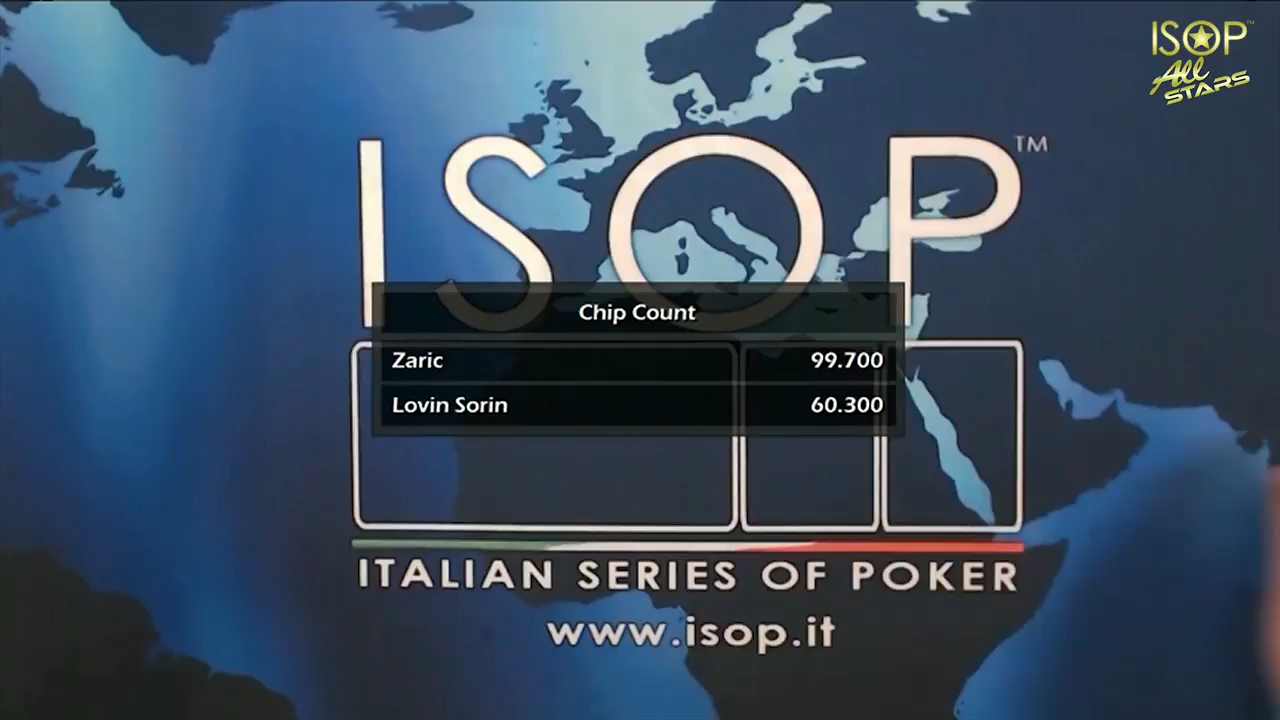 ISOP™
All
STARS
ISOP™
Chip Count
Zaric 99.700
Lovin Sorin 60.300
ITALIAN SERIES OF POKER
www.isop.it